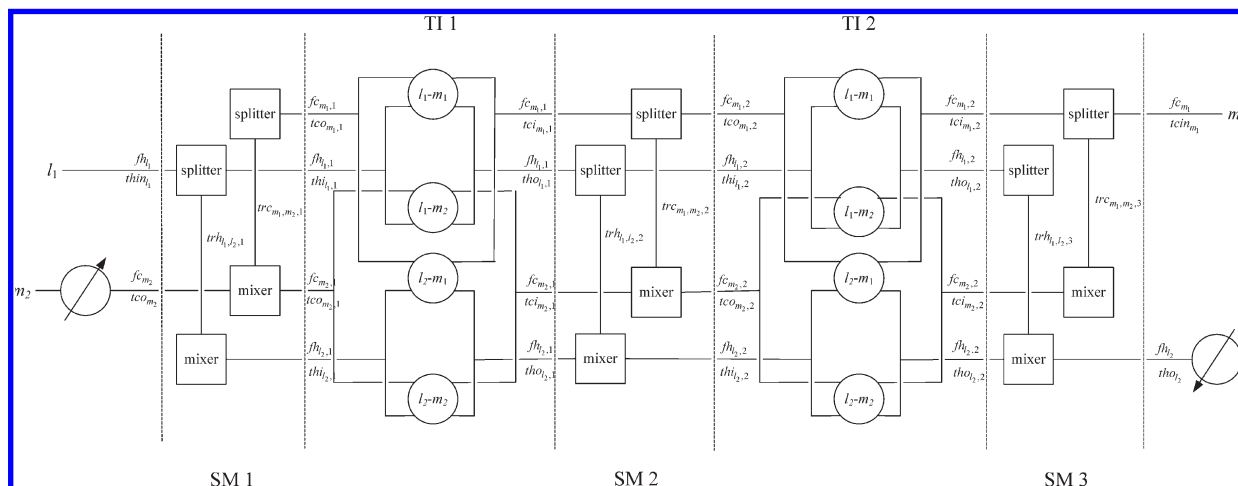 TI 1
TI 2
l₁-m₁
l₁-m₁
fc_{m₁,1}
fc_{m₁,1}
fc_{m₁,2}
fc_{m₁,2}
fc_{m₁}
splitter
splitter
splitter
m
tco_{m₁,1}
tci_{m₁,1}
tco_{m₁,2}
tci_{m₁,2}
tcin_{m₁}
l₁
fh_{l₁}
fh_{l₁,1}
fh_{l₁,1}
fh_{l₁,2}
fh_{l₁,2}
splitter
splitter
splitter
thin_{l₁}
thi_{l₁,1}
tho_{l₁,1}
thi_{l₁,2}
tho_{l₁,2}
trc_{m₁,m₂,1}
l₁-m₂
trc_{m₁,m₂,2}
l₁-m₂
trc_{m₁,m₂,3}
trh_{l₁,l₂,1}
trh_{l₁,l₂,2}
trh_{l₁,l₂,3}
l₂-m₁
l₂-m₁
m₂
fc_{m₂}
fc_{m₂,1}
fc_{m₂,1}
fc_{m₂,2}
fc_{m₂,2}
mixer
mixer
mixer
tco_{m₂}
tco_{m₂,1}
tci_{m₂,1}
tco_{m₂,2}
tci_{m₂,2}
fh_{l₂,1}
fh_{l₂,1}
fh_{l₂,2}
fh_{l₂,2}
fh_{l₂}
mixer
mixer
mixer
thi_{l₂,1}
tho_{l₂,1}
thi_{l₂,2}
tho_{l₂,2}
tho_{l₂}
l₂-m₂
l₂-m₂
SM 1
SM 2
SM 3